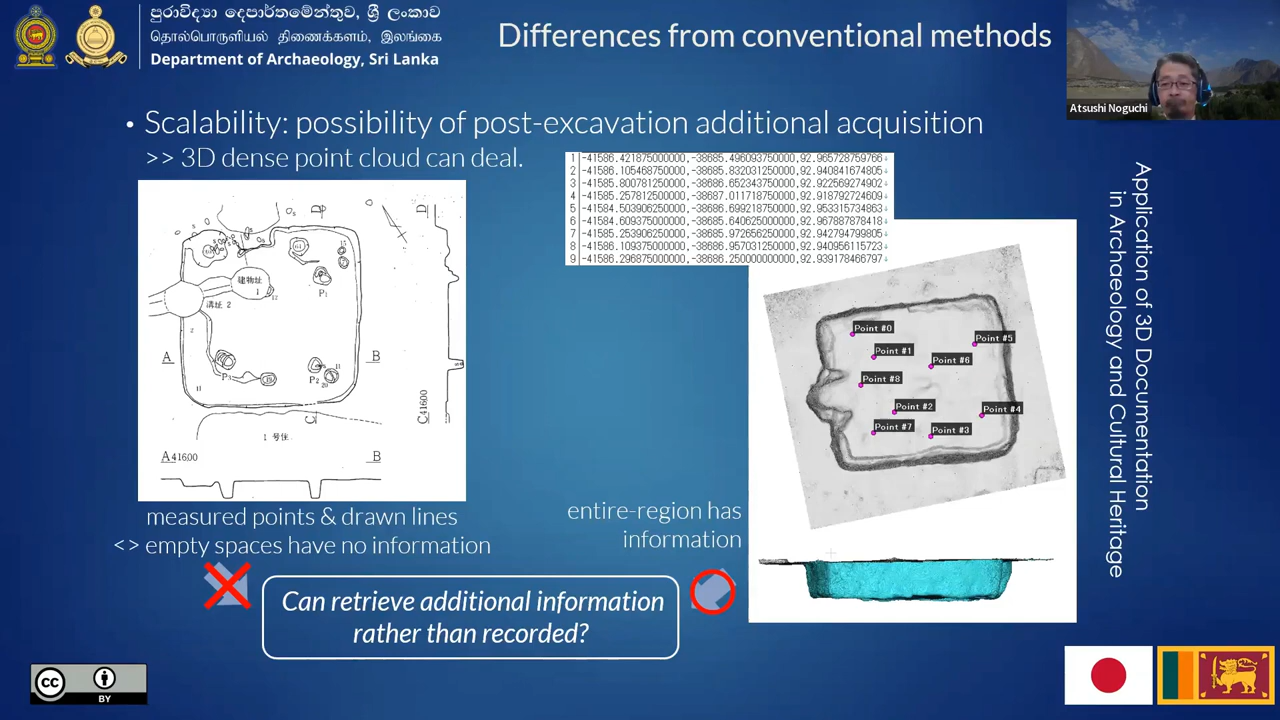 පුරාවිද්‍යා දෙපාර්තමේන්තුව, ශ්‍රී ලංකාව
தொல்பொருளியல் திணைக்களம், இலங்கை
Department of Archaeology, Sri Lanka
Differences from conventional methods
Atsushi Noguchi
• Scalability: possibility of post-excavation additional acquisition
>> 3D dense point cloud can deal.
1 -41586.421875000000,-38685.496093750000,92.965728759766
2 -41586.105468750000,-38685.832031250000,92.940841674805
3 -41585.800781250000,-38686.652343750000,92.922569274902
4 -41585.257812500000,-38687.011718750000,92.918792724609
5 -41584.503906250000,-38686.699218750000,92.953315734863
6 -41584.609375000000,-38685.640625000000,92.967887878418
7 -41585.253906250000,-38685.972656250000,92.942794799805
8 -41586.109375000000,-38686.957031250000,92.940956115723
9 -41586.296875000000,-38686.250000000000,92.939178466797
建物址
1
溝址 2
P1
P2
A
B
1 号住
A 41600
B
C 41600
Point #0
Point #5
Point #1
Point #6
Point #8
Point #2
Point #4
Point #7
Point #3
measured points & drawn lines
<> empty spaces have no information
entire-region has
information
Can retrieve additional information
rather than recorded?
Application of 3D Documentation
in Archaeology and Cultural Heritage
cc
BY